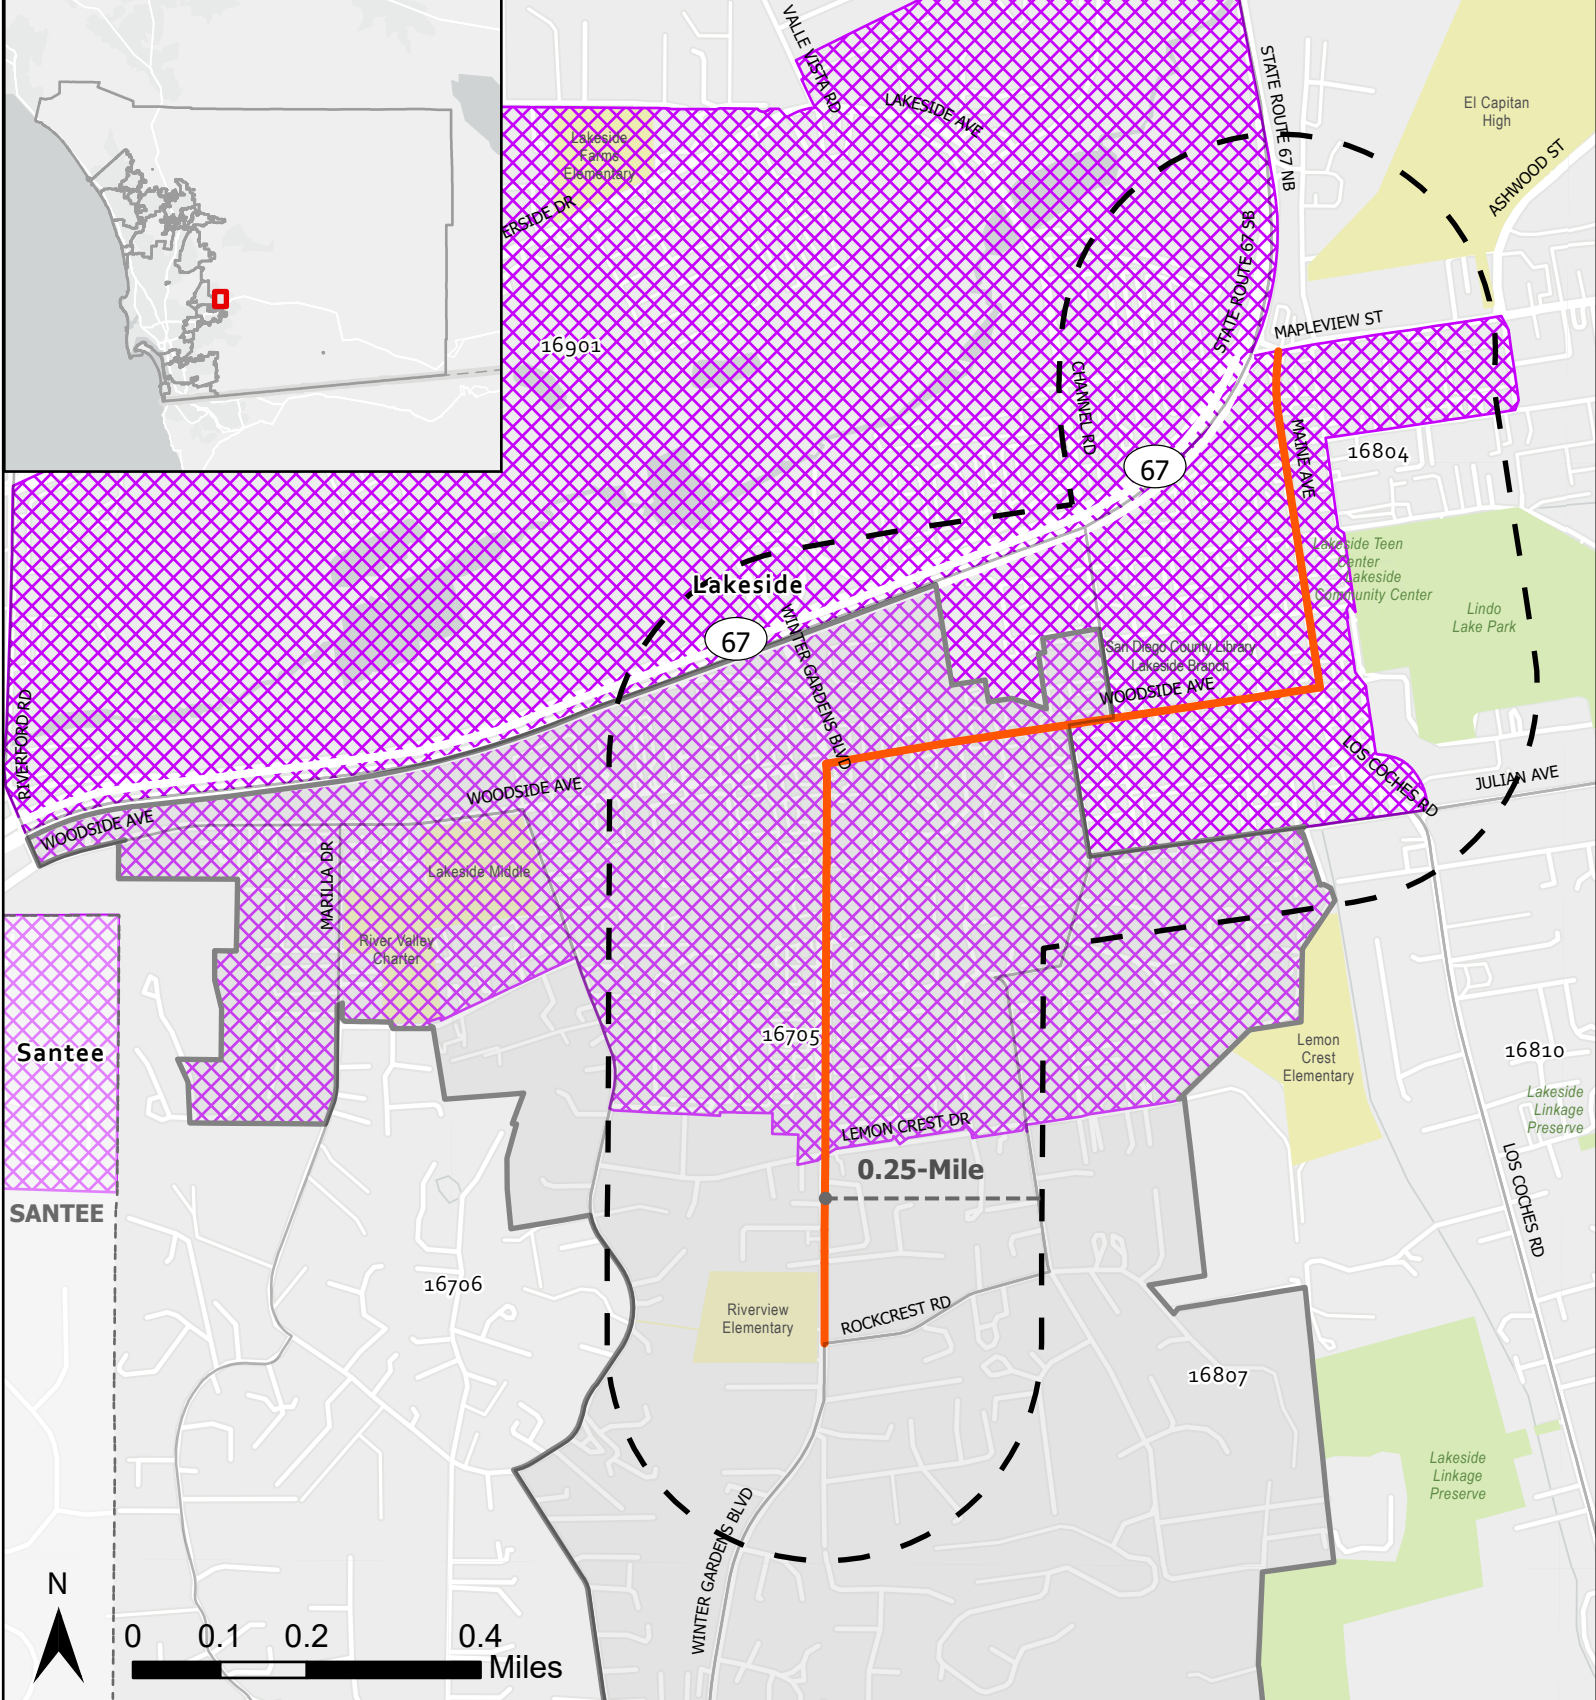 VALLE VISTA RD
LAKESIDE AVE
STATE ROUTE 67 NB
El Capitan
High
ASHWOOD ST
Lakeside
Farms
Elementary
ERSIDE DR
STATE ROUTE 67 SB
MAPLEVIEW ST
16901
CHANNEL RD
67
MAINE AVE
16804
Lakeside Teen
Center
Lakeside
Community Center
Lindo
Lake Park
Lakeside
67
WINTER GARDENS BLVD
San Diego County Library
Lakeside Branch
WOODSIDE AVE
RIVERFORD RD
WOODSIDE AVE
WOODSIDE AVE
LOS COCHES RD
JULIAN AVE
MARILLA DR
Lakeside Middle
River Valley
Charter
Santee
16705
Lemon
Crest
Elementary
16810
Lakeside
Linkage
Preserve
LEMON CREST DR
0.25-Mile
SANTEE
LOS COCHES RD
16706
Riverview
Elementary
ROCKCREST RD
16807
Lakeside
Linkage
Preserve
WINTER GARDENS BLVD
N
0 0.1 0.2 0.4
Miles